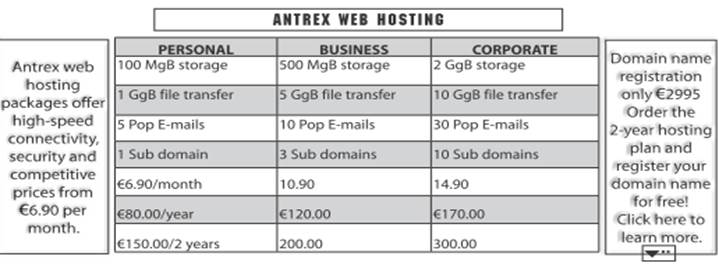 ANTREX WEB HOSTING
Antrex web
hosting
packages offer
high-speed
connectivity,
security and
competitive
prices from
€6.90 per
month.
PERSONAL BUSINESS CORPORATE
100 MgB storage 500 MgB storage 2 GgB storage
1 GgB file transfer 5 GgB file transfer 10 GgB file transfer
5 Pop E-mails 10 Pop E-mails 30 Pop E-mails
1 Sub domain 3 Sub domains 10 Sub domains
€6.90/month 10.90 14.90
€80.00/year €120.00 €170.00
€150.00/2 years 200.00 300.00
Domain name
registration
only €2995
Order the
2-year hosting
plan and
register your
domain name
for free!
Click here to
learn more.